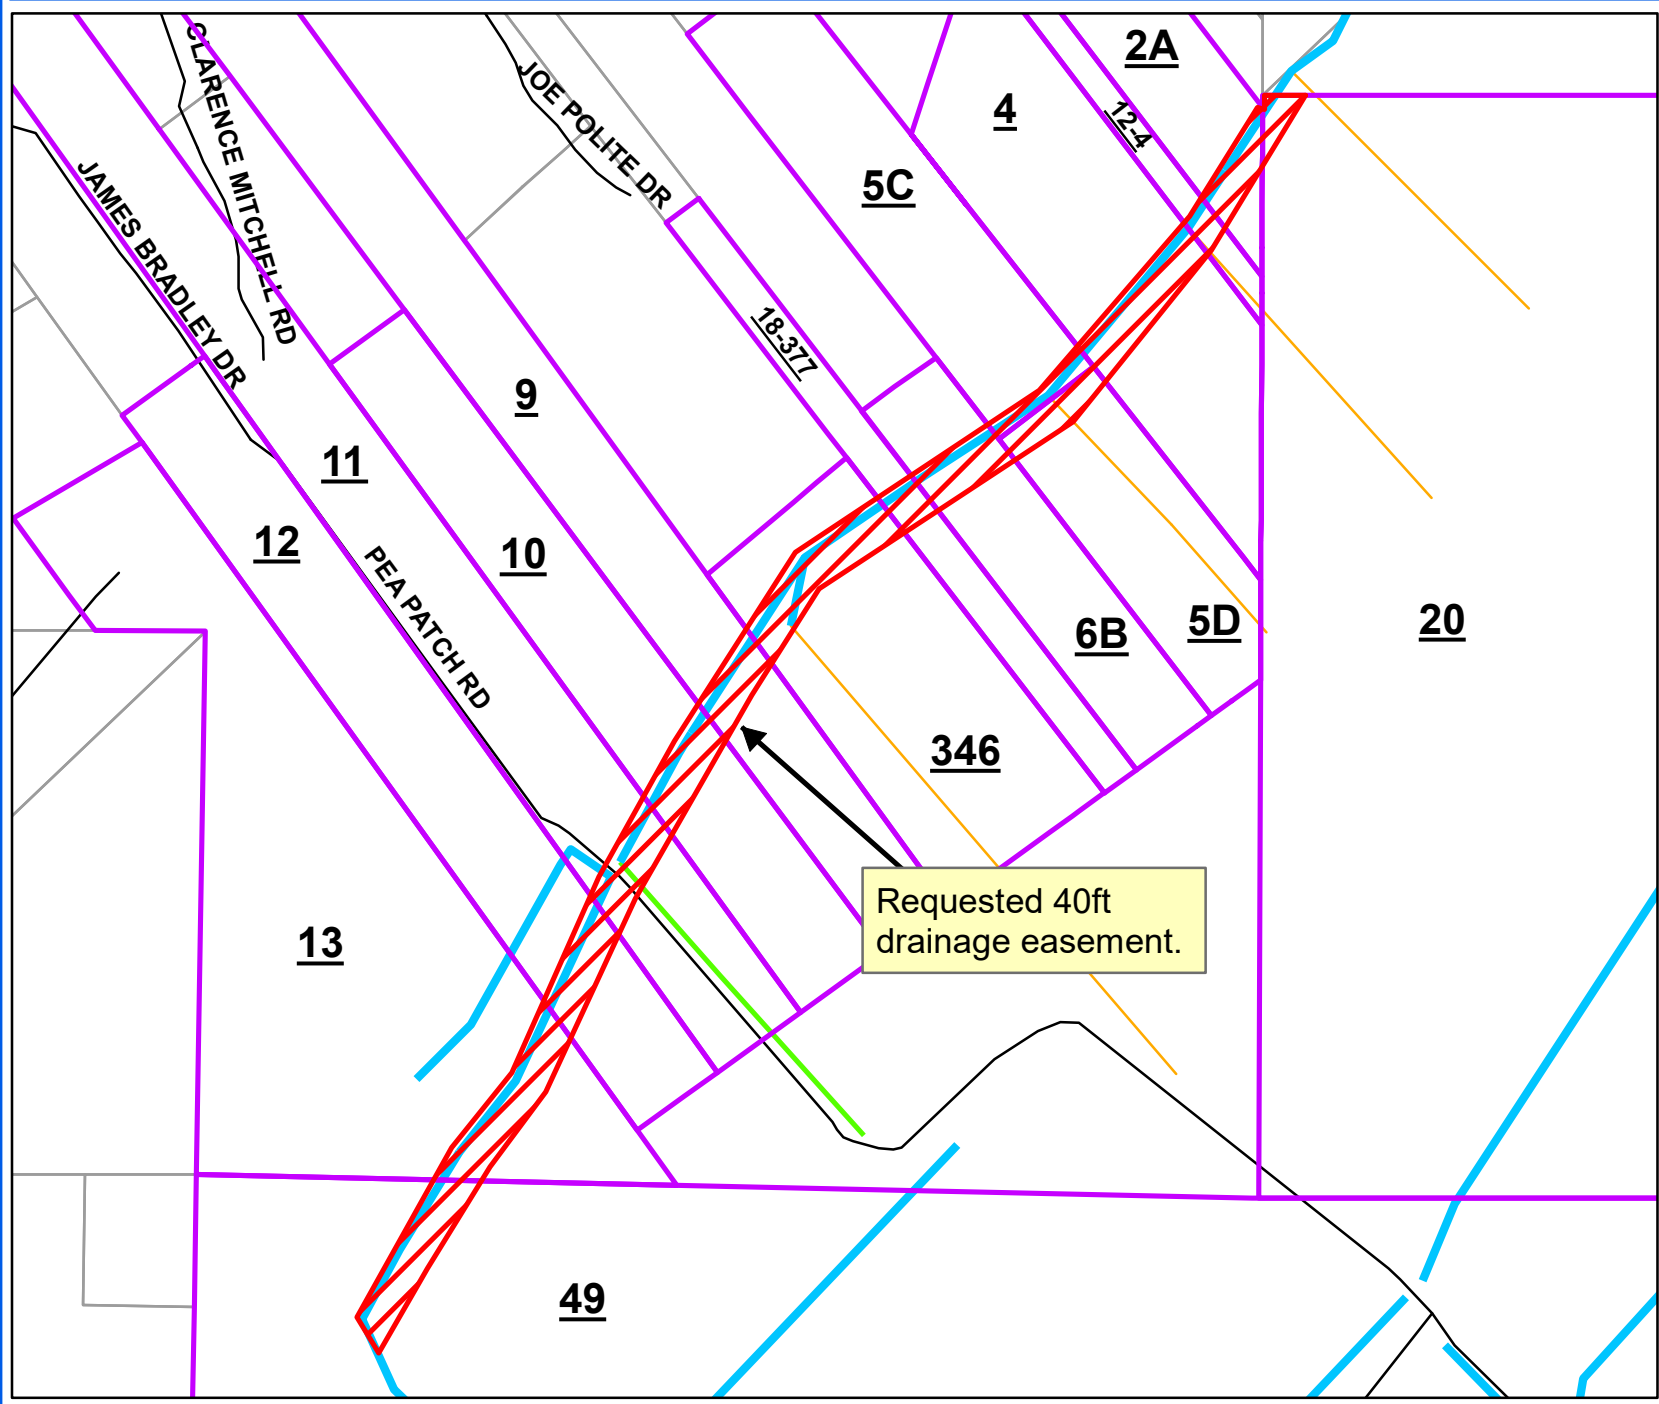 2A
CLARENCE MITCHELL RD
JOE POLITE DR
4
12-4
5C
JAMES BRADLEY DR
18-377
9
11
12
10
PEA PATCH RD
5D
20
6B
346
Requested 40ft
drainage easement.
13
49